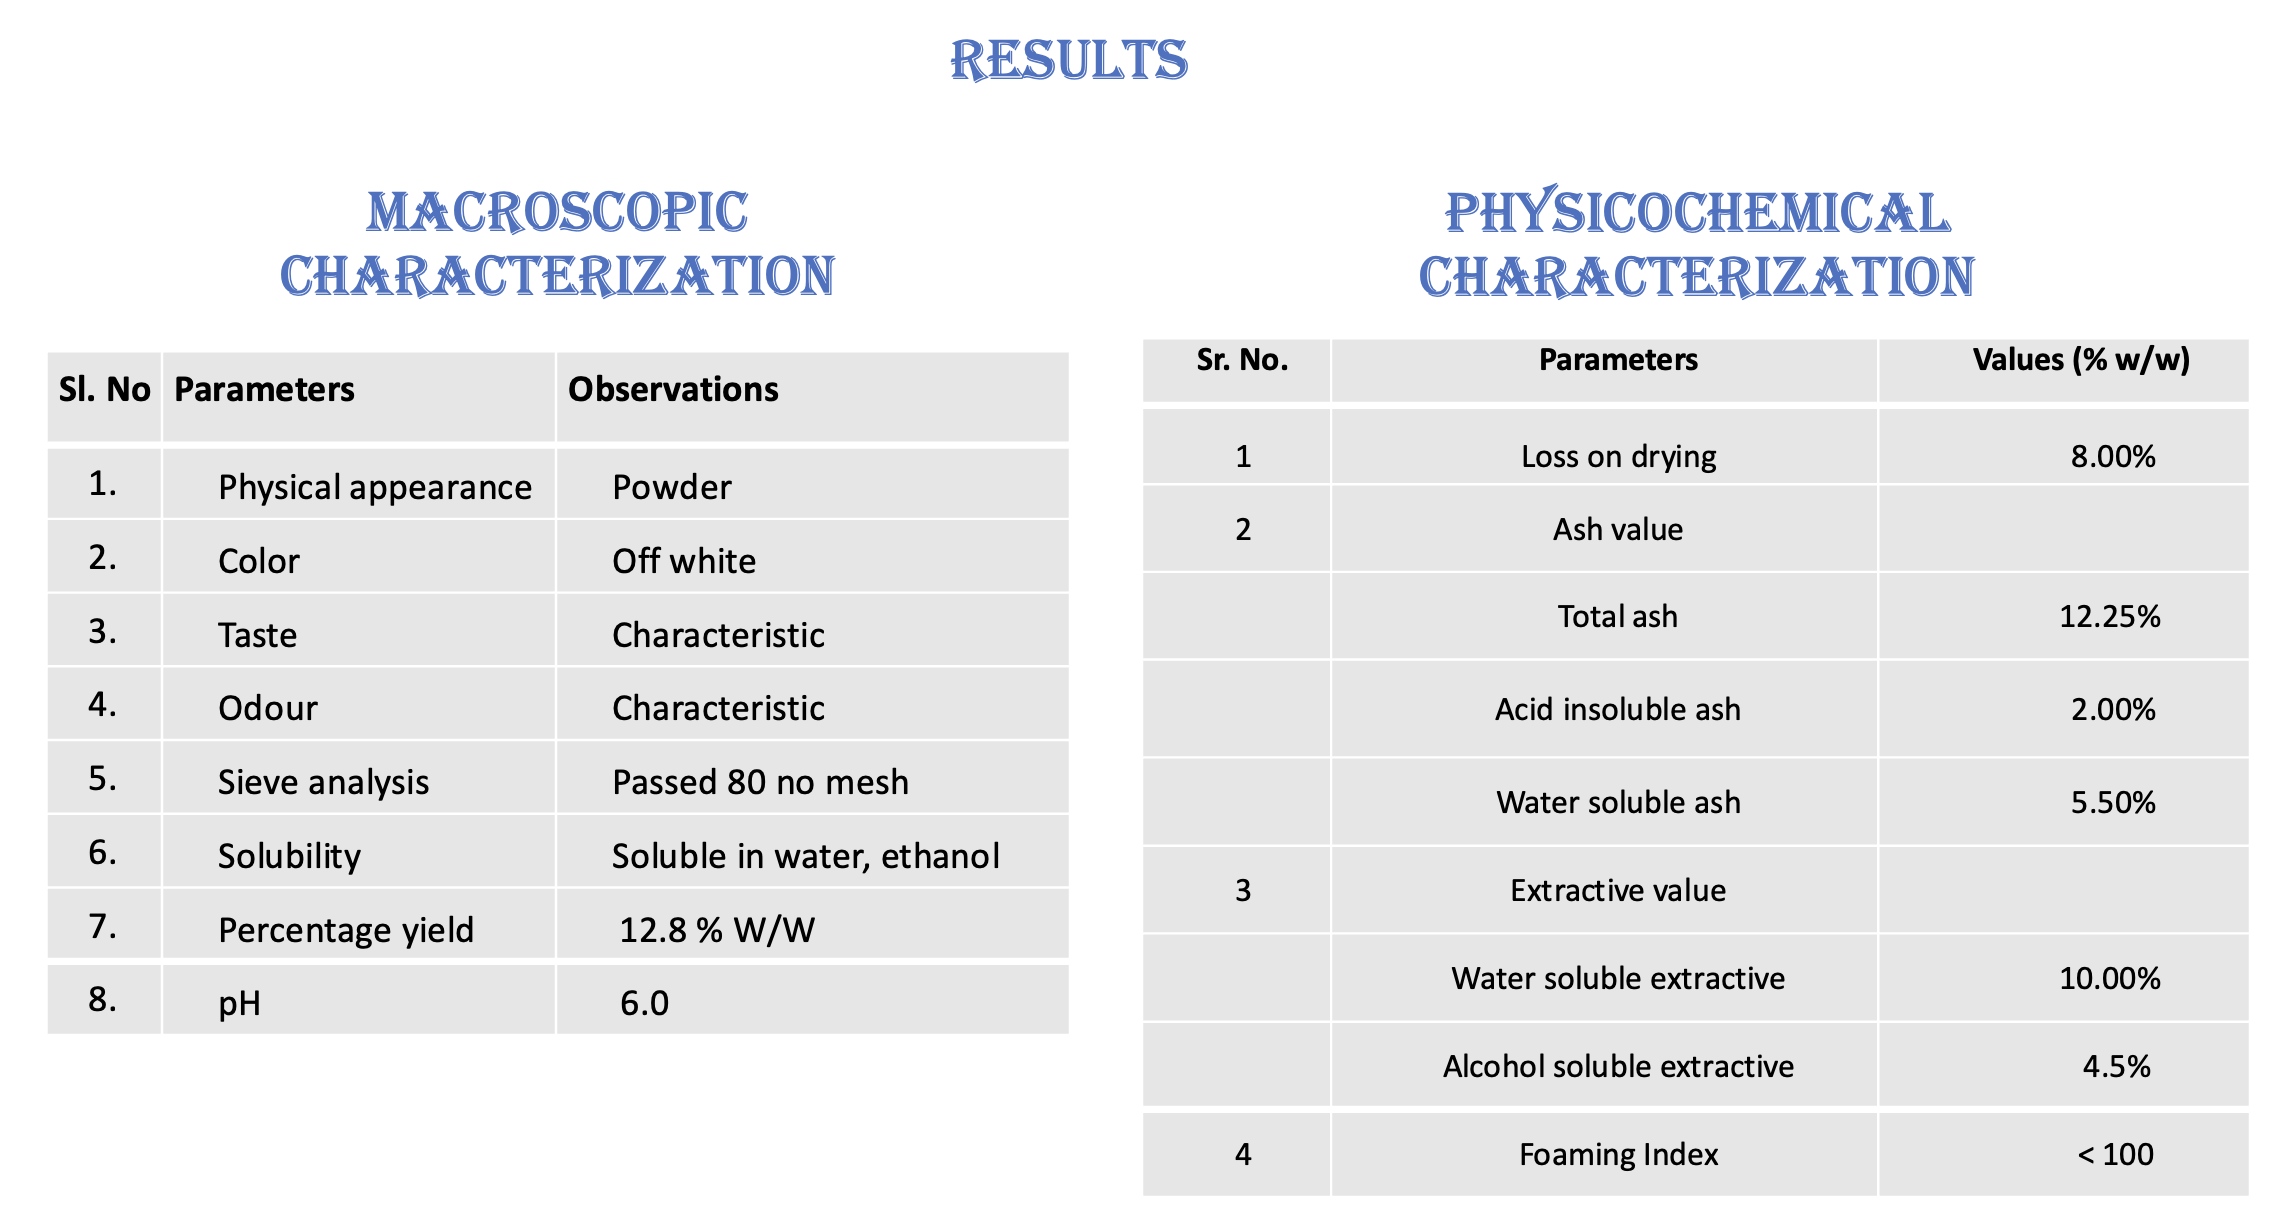 RESULTS
MACROSCOPIC
CHARACTERIZATION
Sl. No Parameters Observations
1. Physical appearance Powder
2. Color Off white
3. Taste Characteristic
4. Odour Characteristic
5. Sieve analysis Passed 80 no mesh
6. Solubility Soluble in water, ethanol
7. Percentage yield 12.8 % W/W
8. pH 6.0
PHYSICOCHEMICAL
CHARACTERIZATION
Sr. No. Parameters Values (% w/w)
1 Loss on drying 8.00%
2 Ash value
Total ash 12.25%
Acid insoluble ash 2.00%
Water soluble ash 5.50%
3 Extractive value
Water soluble extractive 10.00%
Alcohol soluble extractive 4.5%
4 Foaming Index < 100